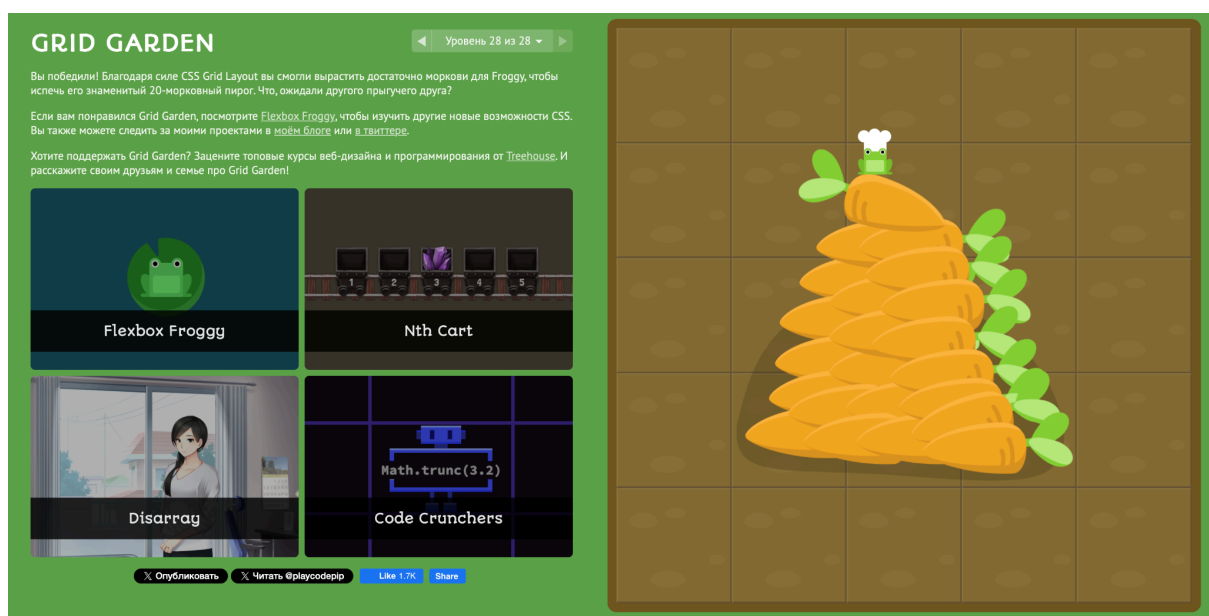 GRID GARDEN
Уровень 28 из 28
Вы победили! Благодаря силе CSS Grid Layout вы смогли вырастить достаточно моркови для Froggy, чтобы
испечь его знаменитый 20-морковный пирог. Что, ожидали другого прыгучего друга?
Если вам понравился Grid Garden, посмотрите Flexbox Froggy, чтобы изучить другие новые возможности CSS.
Вы также можете следить за моими проектами в моём блоге или в твиттере.
Хотите поддержать Grid Garden? Зацените топовые курсы веб-дизайна и программирования от Treehouse. И
расскажите своим друзьям и семье про Grid Garden!
Flexbox Froggy
1 2 3 4 5
Nth Cart
Disarray
Math.trunc(3.2)
Code Crunchers
Опубликовать
Читать @playcodepip
Like 1.7K
Share